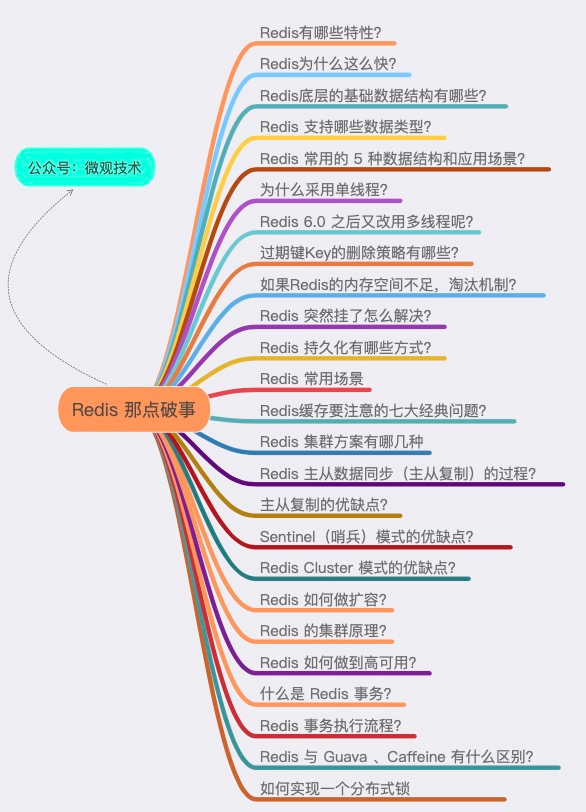 Redis有哪些特性？
Redis为什么这么快？
Redis底层的基础数据结构有哪些？
Redis 支持哪些数据类型？
Redis 常用的 5 种数据结构和应用场景？
为什么采用单线程？
Redis 6.0 之后又改用多线程呢？
过期键Key的删除策略有哪些？
如果Redis的内存空间不足，淘汰机制？
Redis 突然挂了怎么解决？
Redis 持久化有哪些方式？
Redis 常用场景
Redis缓存要注意的七大经典问题？
Redis 集群方案有哪几种
Redis 主从数据同步（主从复制）的过程？
主从复制的优缺点？
Sentinel（哨兵）模式的优缺点？
Redis Cluster 模式的优缺点？
Redis 如何做扩容？
Redis 的集群原理？
Redis 如何做到高可用？
什么是 Redis 事务？
Redis 事务执行流程？
Redis 与 Guava 、Caffeine 有什么区别？
如何实现一个分布式锁
公众号：微观技术
Redis 那点破事